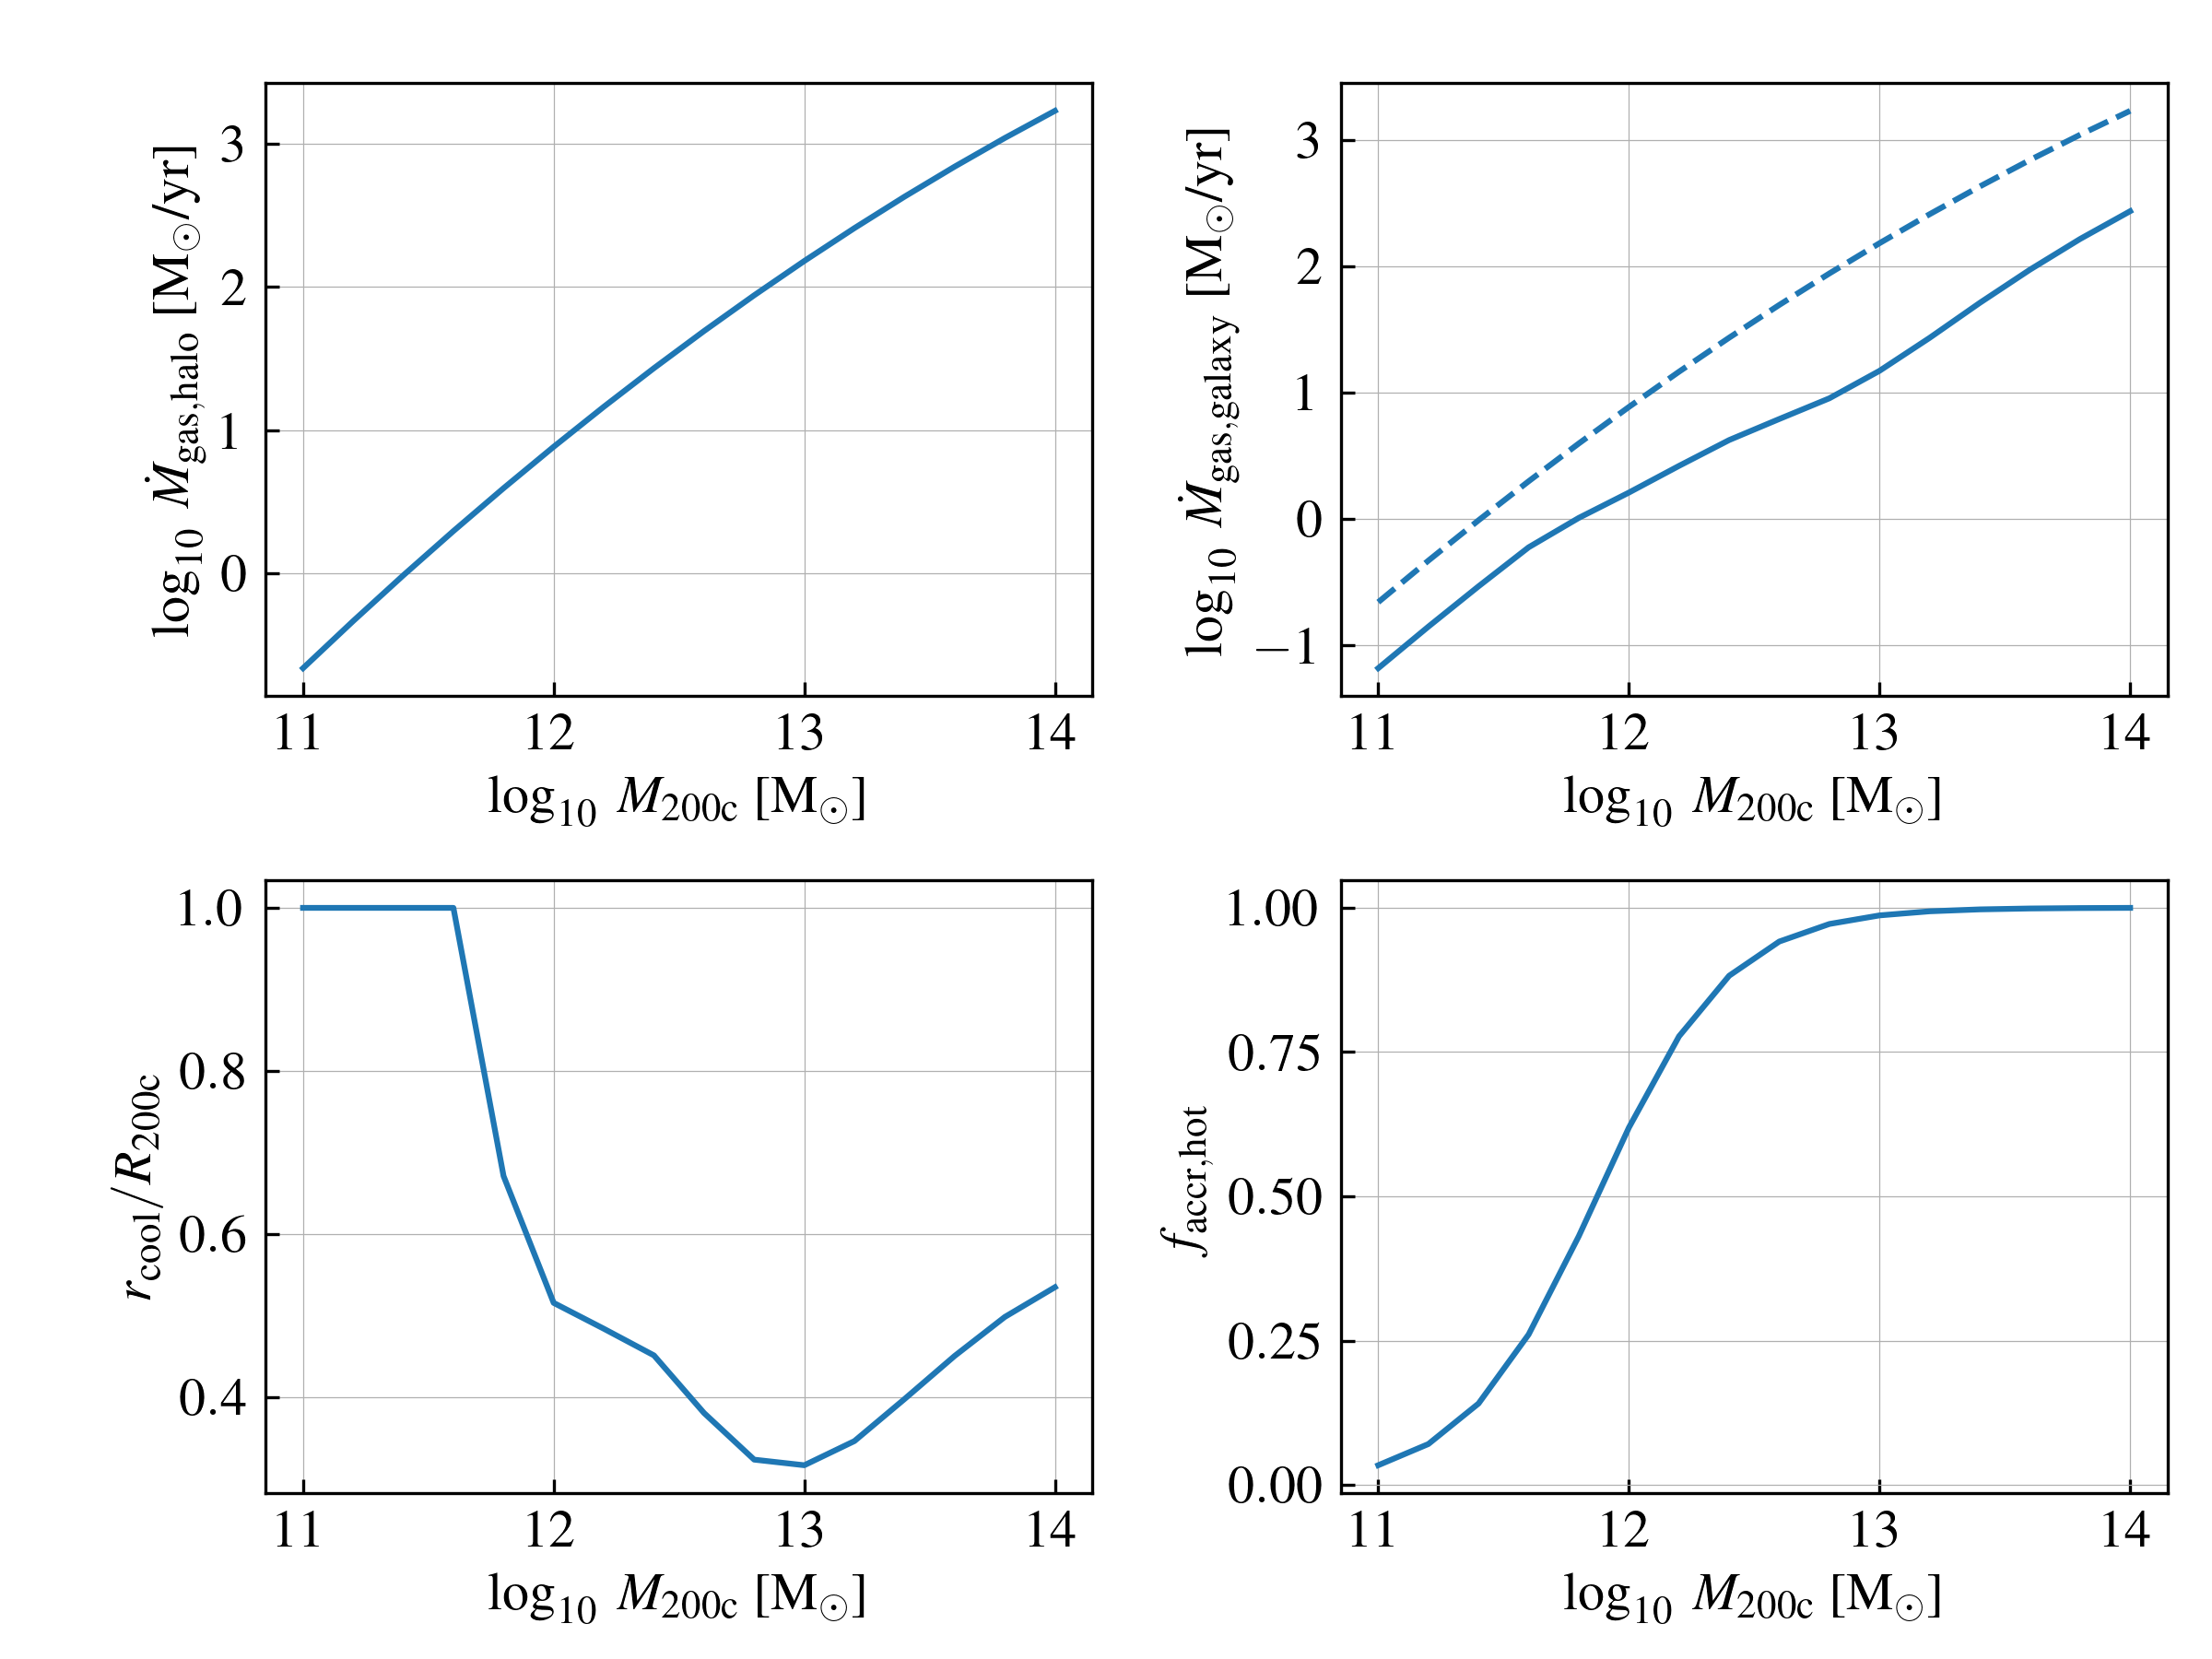 log₁₀ Ṁgas,halo [M⊙/yr]
3
2
1
0
11 12 13 14
log₁₀ M200c [M⊙]
log₁₀ Ṁgas,galaxy [M⊙/yr]
3
2
1
0
−1
11 12 13 14
log₁₀ M200c [M⊙]
rcool//R200c
1.0
0.8
0.6
0.4
11 12 13 14
log₁₀ M200c [M⊙]
faccr,hot
1.00
0.75
0.50
0.25
0.00
11 12 13 14
log₁₀ M200c [M⊙]